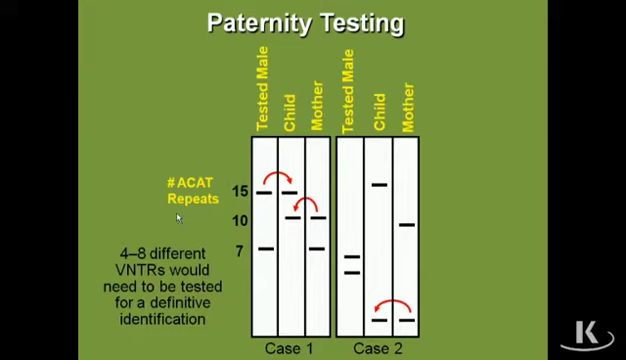 Paternity Testing
Tested Male
Child
Mother
Tested Male
Child
Mother
# ACAT
Repeats
15
10
7
4–8 different
VNTRs would
need to be tested
for a definitive
identification
Case 1
Case 2
K